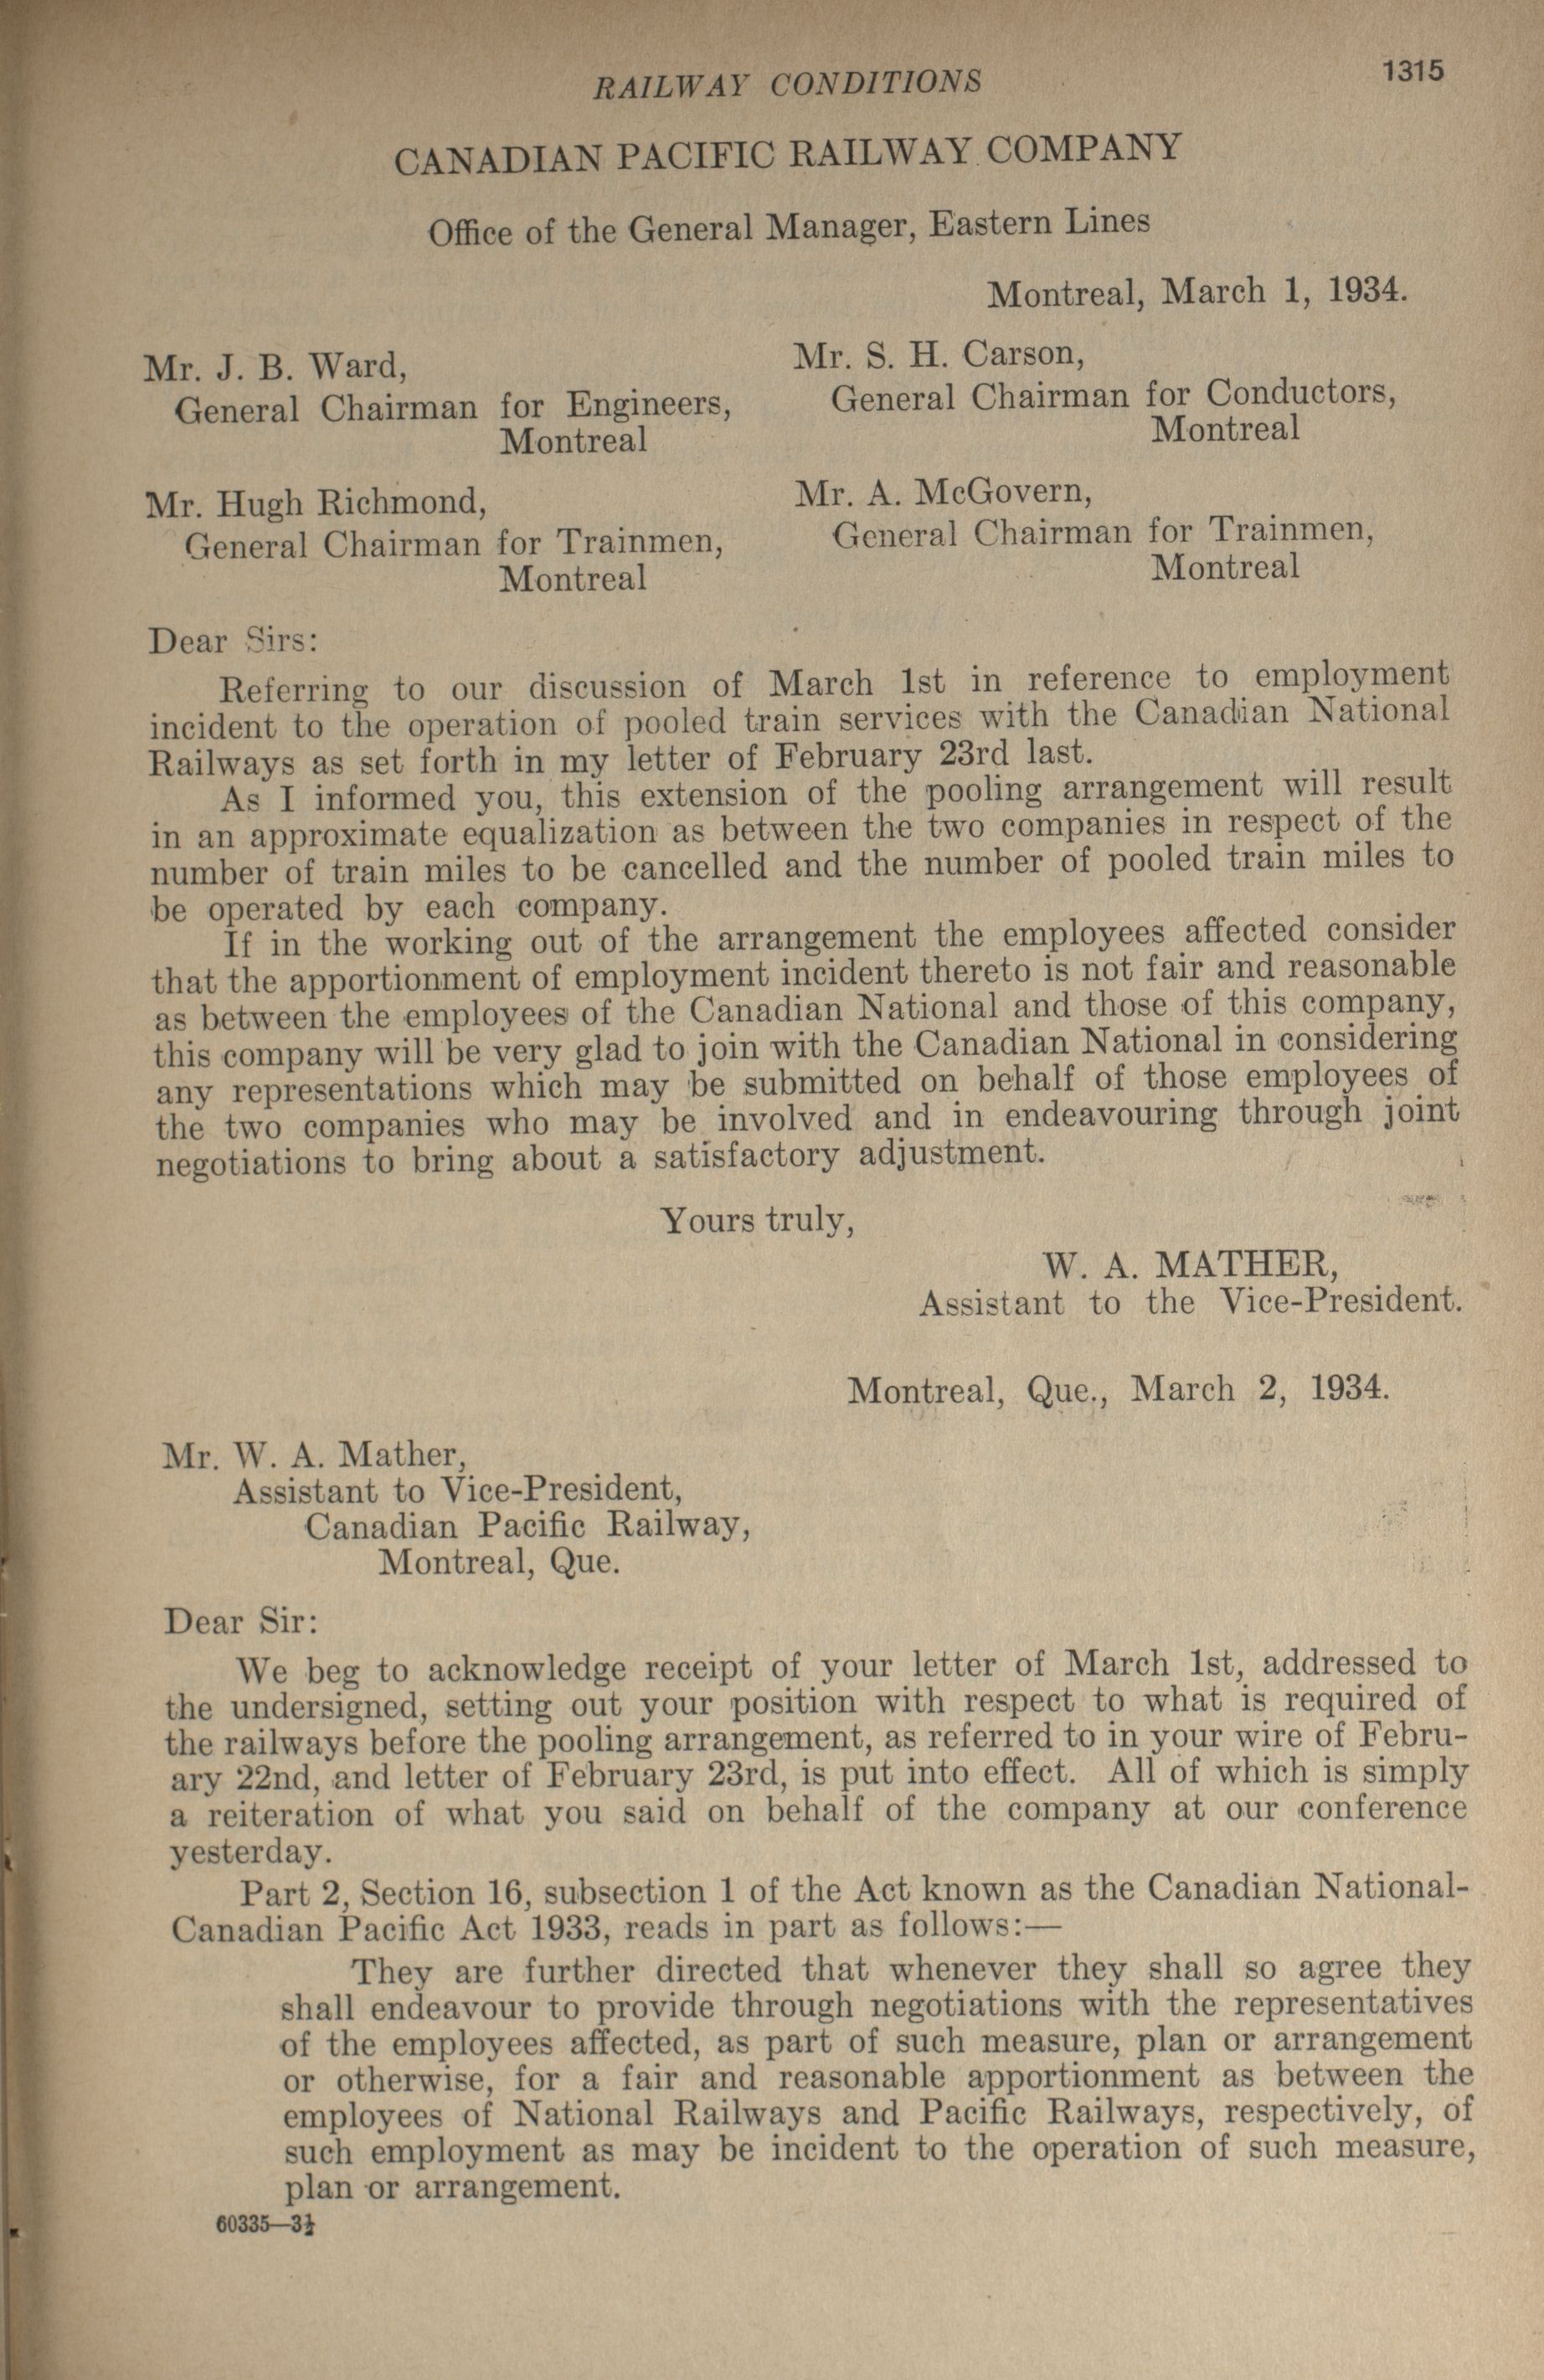 RAILWAY CONDITIONS 1315
CANADIAN PACIFIC RAILWAY COMPANY
Office of the General Manager, Eastern Lines
Montreal, March 1, 1934.
Mr. J. B. Ward,
General Chairman for Engineers,
Montreal
Mr. S. H. Carson,
General Chairman for Conductors,
Montreal
Mr. Hugh Richmond,
General Chairman for Trainmen,
Montreal
Mr. A. McGovern,
General Chairman for Trainmen,
Montreal
Dear Sirs:
Referring to our discussion of March 1st in reference to employment
incident to the operation of pooled train services with the Canadian National
Railways as set forth in my letter of February 23rd last.
As I informed you, this extension of the pooling arrangement will result
in an approximate equalization as between the two companies in respect of the
number of train miles to be cancelled and the number of pooled train miles to
be operated by each company.
If in the working out of the arrangement the employees affected consider
that the apportionment of employment incident thereto is not fair and reasonable
as between the employees of the Canadian National and those of this company,
this company will be very glad to join with the Canadian National in considering
any representations which may be submitted on behalf of those employees of
the two companies who may be involved and in endeavouring through joint
negotiations to bring about a satisfactory adjustment.
Yours truly,
W. A. MATHER,
Assistant to the Vice-President.
Montreal, Que., March 2, 1934.
Mr. W. A. Mather,
Assistant to Vice-President,
Canadian Pacific Railway,
Montreal, Que.
Dear Sir:
We beg to acknowledge receipt of your letter of March 1st, addressed to
the undersigned, setting out your position with respect to what is required of
the railways before the pooling arrangement, as referred to in your wire of Febru-
ary 22nd, and letter of February 23rd, is put into effect. All of which is simply
a reiteration of what you said on behalf of the company at our conference
yesterday.
Part 2, Section 16, subsection 1 of the Act known as the Canadian National-
Canadian Pacific Act 1933, reads in part as follows:—
They are further directed that whenever they shall so agree they
shall endeavour to provide through negotiations with the representatives
of the employees affected, as part of such measure, plan or arrangement
or otherwise, for a fair and reasonable apportionment as between the
employees of National Railways and Pacific Railways, respectively, of
such employment as may be incident to the operation of such measure,
plan or arrangement.
60335—3½